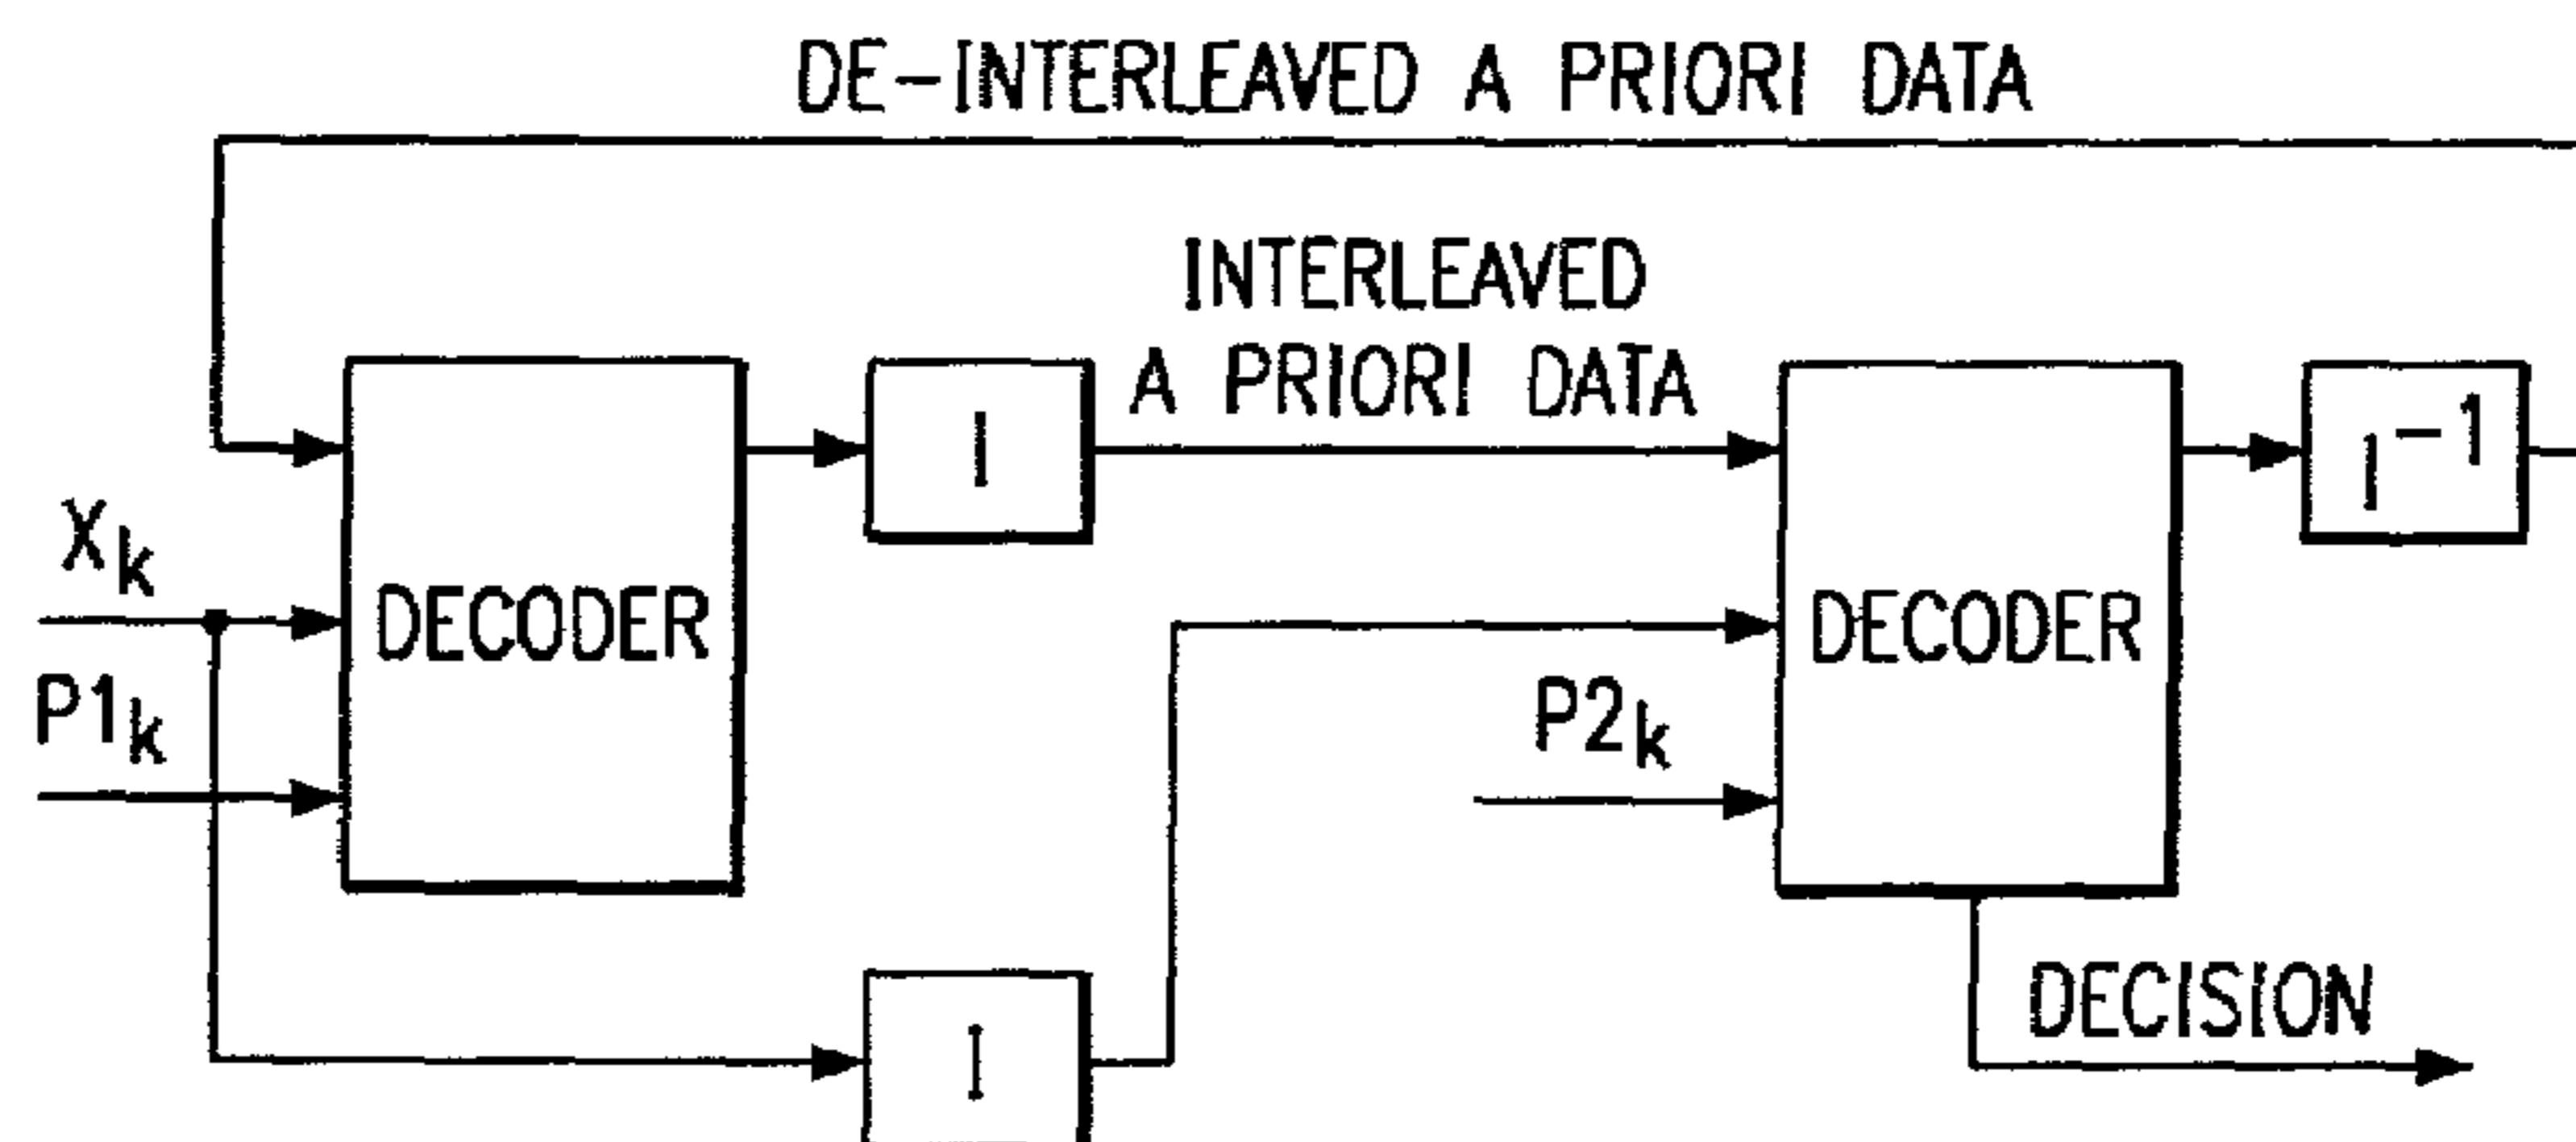 DE-INTERLEAVED A PRIORI DATA
INTERLEAVED
A PRIORI DATA
I
I⁻¹
Xₖ
DECODER
DECODER
P1ₖ
P2ₖ
DECISION
I